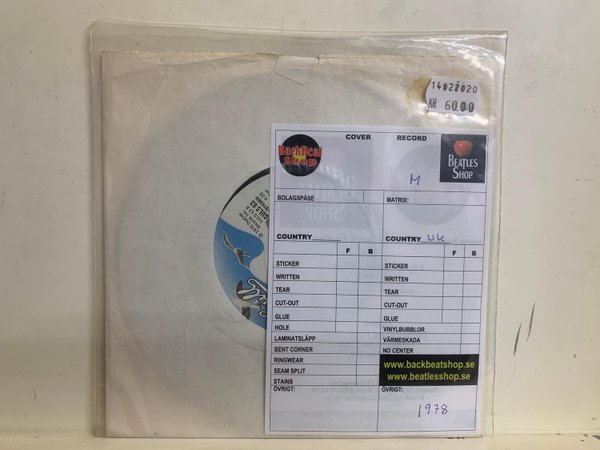 14022020
KR 60.00
COVER RECORD
BackBeat Shop
BEATLES SHOP
M
BOLAGSPÅSE MATRIX:
COUNTRY COUNTRY UK
F B F B
STICKER STICKER
WRITTEN WRITTEN
TEAR TEAR
CUT-OUT CUT-OUT
GLUE GLUE
HOLE VINYLBUBBLOR
LAMINATSLÄPP VÄRMESKADA
BENT CORNER NO CENTER
RINGWEAR
SEAM SPLIT
STAINS
www.backbeatshop.se
www.beatlesshop.se
ÖVRIGT: ÖVRIGT:
1978